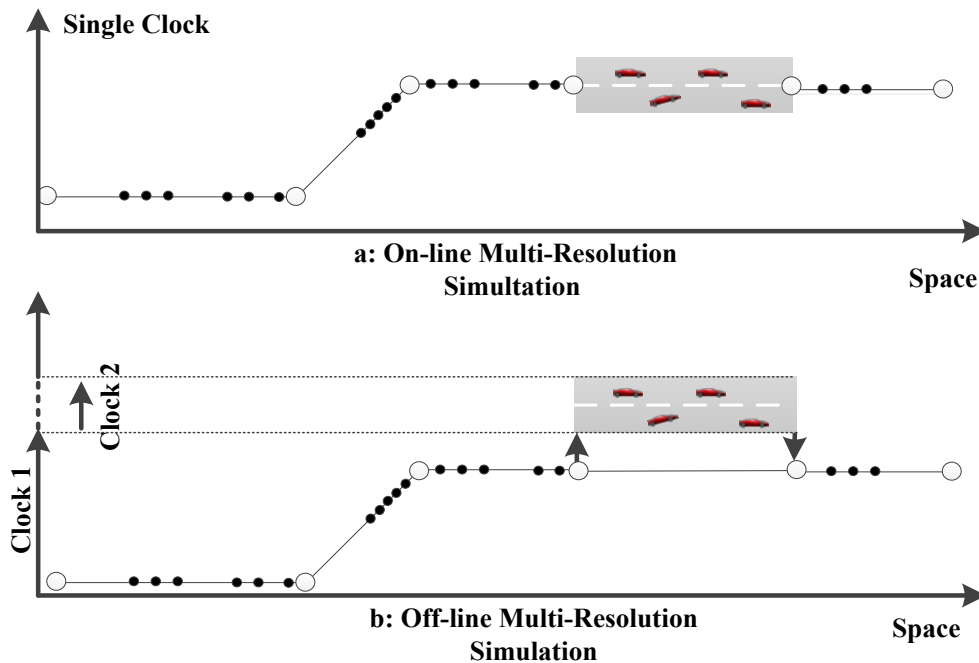 Single Clock
a: On-line Multi-Resolution
Simultation
Space
Clock 2
Clock 1
b: Off-line Multi-Resolution
Simulation
Space